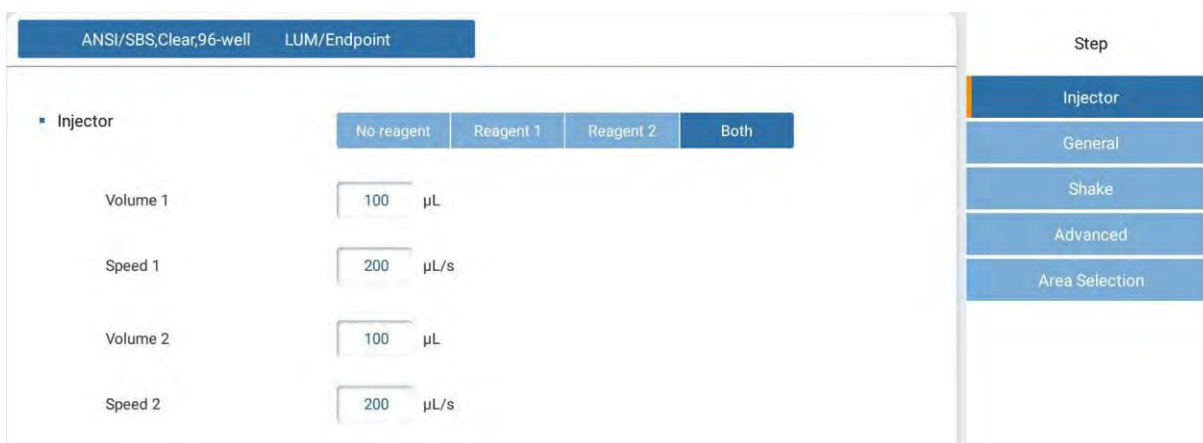 ANSI/SBS,Clear,96-well LUM/Endpoint
Injector
No reagent Reagent 1 Reagent 2 Both
Volume 1 100 µL
Speed 1 200 µL/s
Volume 2 100 µL
Speed 2 200 µL/s
Step
Injector
General
Shake
Advanced
Area Selection